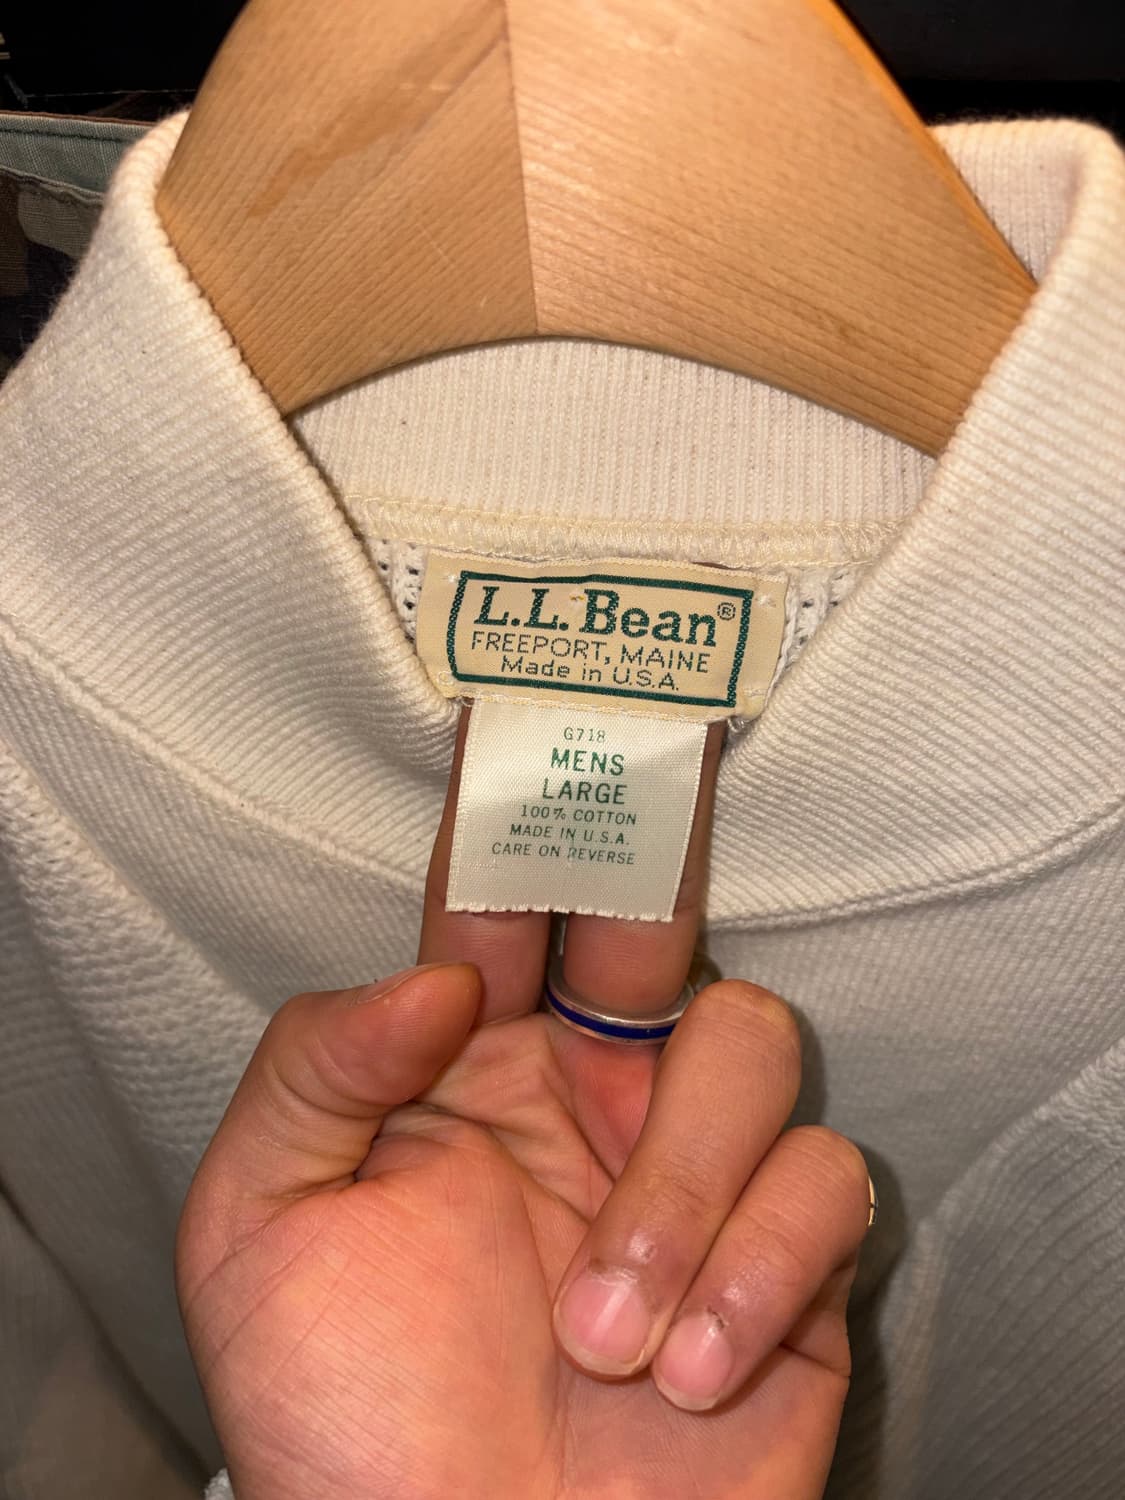 L.L.Bean®
FREEPORT, MAINE
Made in U.S.A.
G718
MENS
LARGE
100% COTTON
MADE IN U.S.A.
CARE ON REVERSE